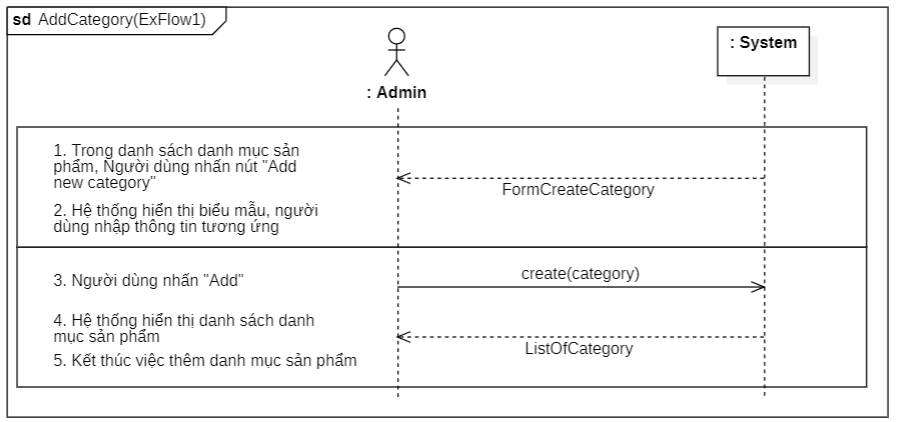 sd AddCategory(ExFlow1)
: Admin
: System
1. Trong danh sách danh mục sản
phẩm, Người dùng nhấn nút "Add
new category"
FormCreateCategory
2. Hệ thống hiển thị biểu mẫu, người
dùng nhập thông tin tương ứng
3. Người dùng nhấn "Add"
create(category)
4. Hệ thống hiển thị danh sách danh
mục sản phẩm
ListOfCategory
5. Kết thúc việc thêm danh mục sản phẩm